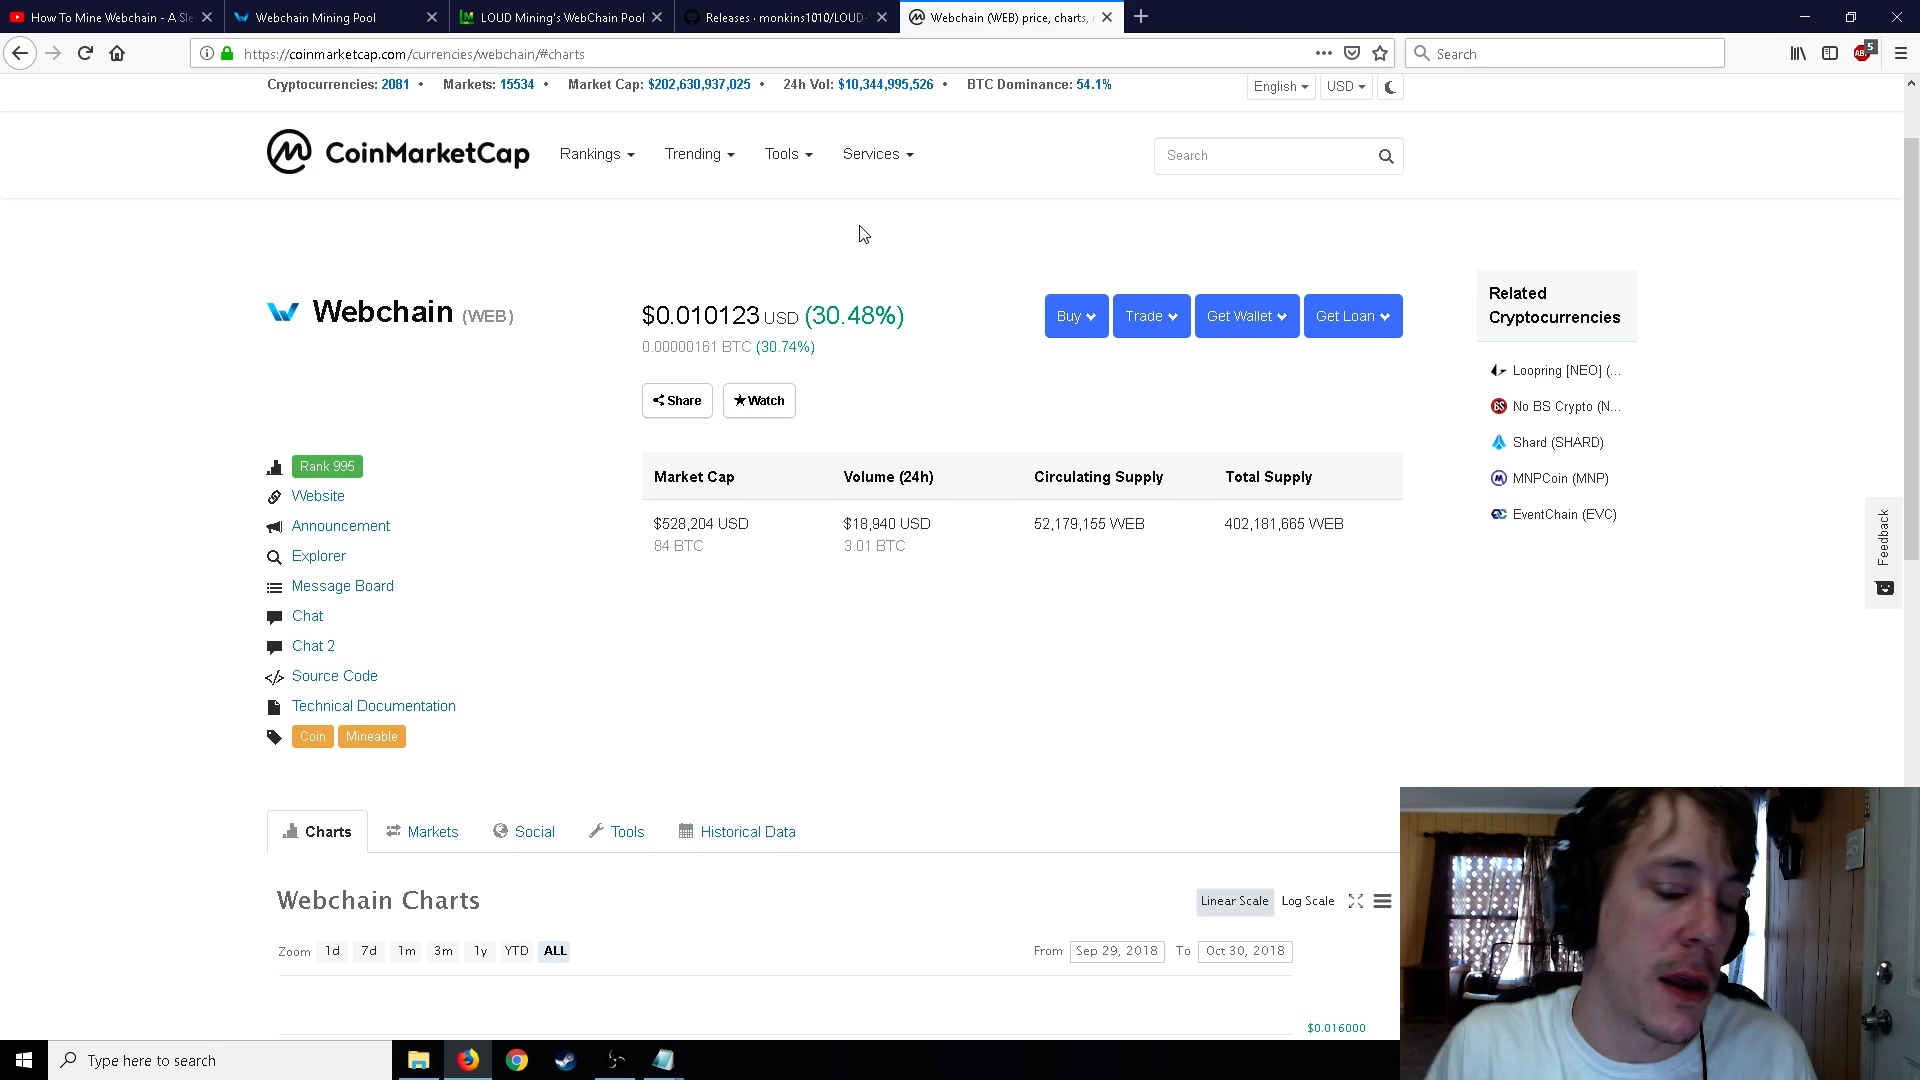 How To Mine Webchain - A Sle
Webchain Mining Pool
LOUD Mining's WebChain Pool
Releases · monkins1010/LOUD-
Webchain (WEB) price, charts,
https://coinmarketcap.com/currencies/webchain/#charts
Search
5
Cryptocurrencies: 2081 • Markets: 15534 • Market Cap: $202,630,937,025 • 24h Vol: $10,344,995,526 • BTC Dominance: 54.1%
English
USD
CoinMarketCap
Rankings
Trending
Tools
Services
Search
Webchain (WEB)
$0.010123 USD (30.48%)
0.00000161 BTC (30.74%)
Buy
Trade
Get Wallet
Get Loan
Share
Watch
Related
Cryptocurrencies
Loopring [NEO] (...
No BS Crypto (N...
Shard (SHARD)
MNPCoin (MNP)
EventChain (EVC)
Rank 995
Website
Announcement
Explorer
Message Board
Chat
Chat 2
Source Code
Technical Documentation
Coin
Mineable
Market Cap
Volume (24h)
Circulating Supply
Total Supply
$528,204 USD
$18,940 USD
52,179,155 WEB
402,181,665 WEB
84 BTC
3.01 BTC
Feedback
Charts
Markets
Social
Tools
Historical Data
Webchain Charts
Linear Scale
Log Scale
Zoom 1d 7d 1m 3m 1y YTD ALL
From Sep 29, 2018 To Oct 30, 2018
$0.016000
Type here to search